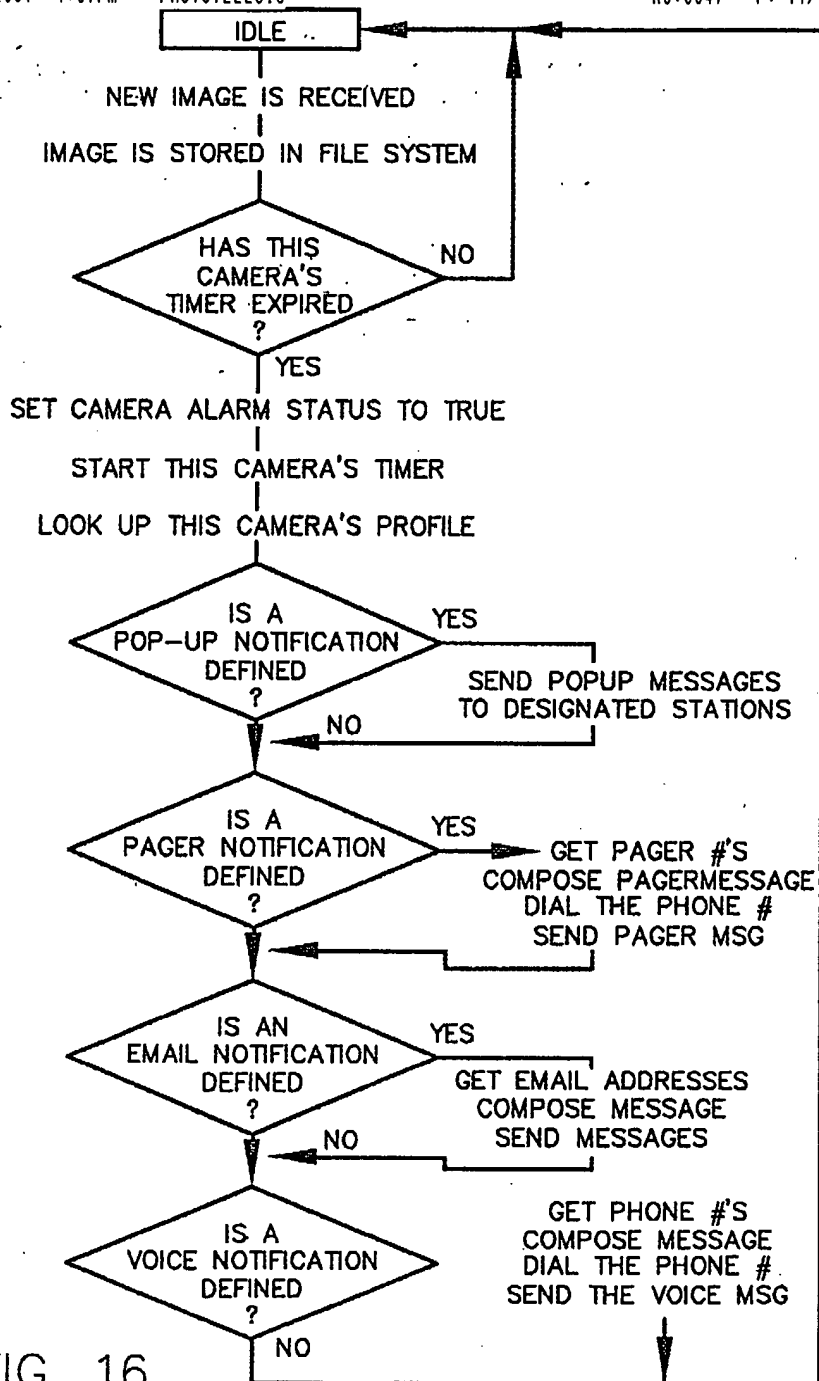 IDLE
NEW IMAGE IS RECEIVED
IMAGE IS STORED IN FILE SYSTEM
HAS THIS
CAMERA'S
TIMER EXPIRED
?
NO
YES
SET CAMERA ALARM STATUS TO TRUE
START THIS CAMERA'S TIMER
LOOK UP THIS CAMERA'S PROFILE
IS A
POP-UP NOTIFICATION
DEFINED
?
YES
SEND POPUP MESSAGES
TO DESIGNATED STATIONS
NO
IS A
PAGER NOTIFICATION
DEFINED
?
YES
GET PAGER #'S
COMPOSE PAGERMESSAGE
DIAL THE PHONE #
SEND PAGER MSG
IS AN
EMAIL NOTIFICATION
DEFINED
?
YES
GET EMAIL ADDRESSES
COMPOSE MESSAGE
SEND MESSAGES
NO
IS A
VOICE NOTIFICATION
DEFINED
?
GET PHONE #'S
COMPOSE MESSAGE
DIAL THE PHONE #
SEND THE VOICE MSG
NO
16